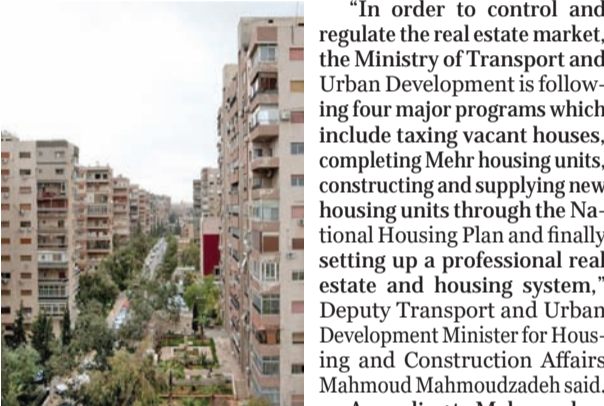 “In order to control and
regulate the real estate market,
the Ministry of Transport and
Urban Development is follow-
ing four major programs which
include taxing vacant houses,
completing Mehr housing units,
constructing and supplying new
housing units through the Na-
tional Housing Plan and finally
setting up a professional real
estate and housing system,”
Deputy Transport and Urban
Development Minister for Hous-
ing and Construction Affairs
Mahmoud Mahmoudzadeh said.